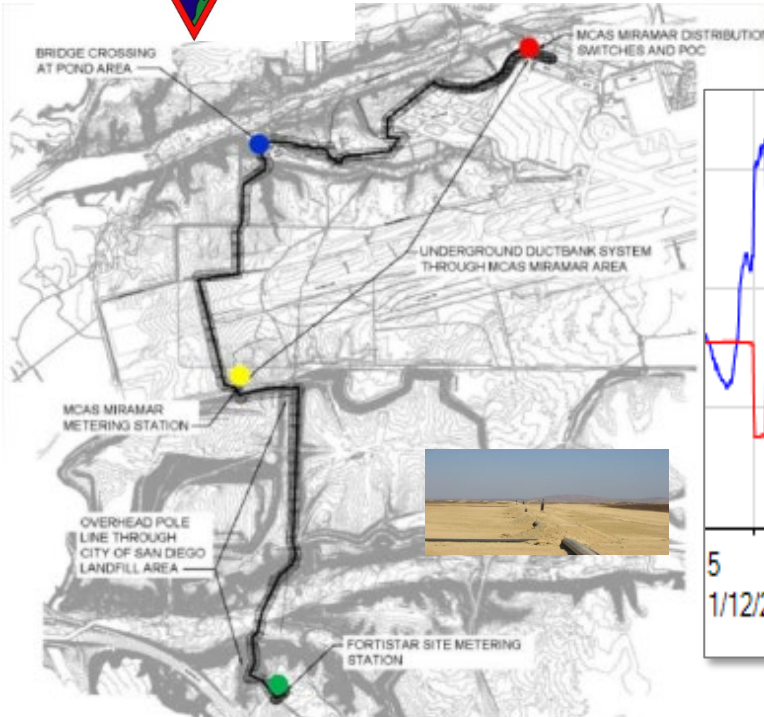 BRIDGE CROSSING
AT POND AREA
MCAS MIRAMAR DISTRIBUTION
SWITCHES AND POC
UNDERGROUND DUCTBANK SYSTEM
THROUGH MCAS MIRAMAR AREA
MCAS MIRAMAR
METERING STATION
OVERHEAD POLE
LINE THROUGH
CITY OF SAN DIEGO
LANDFILL AREA
FORTISTAR SITE METERING
STATION
5
1/12/2